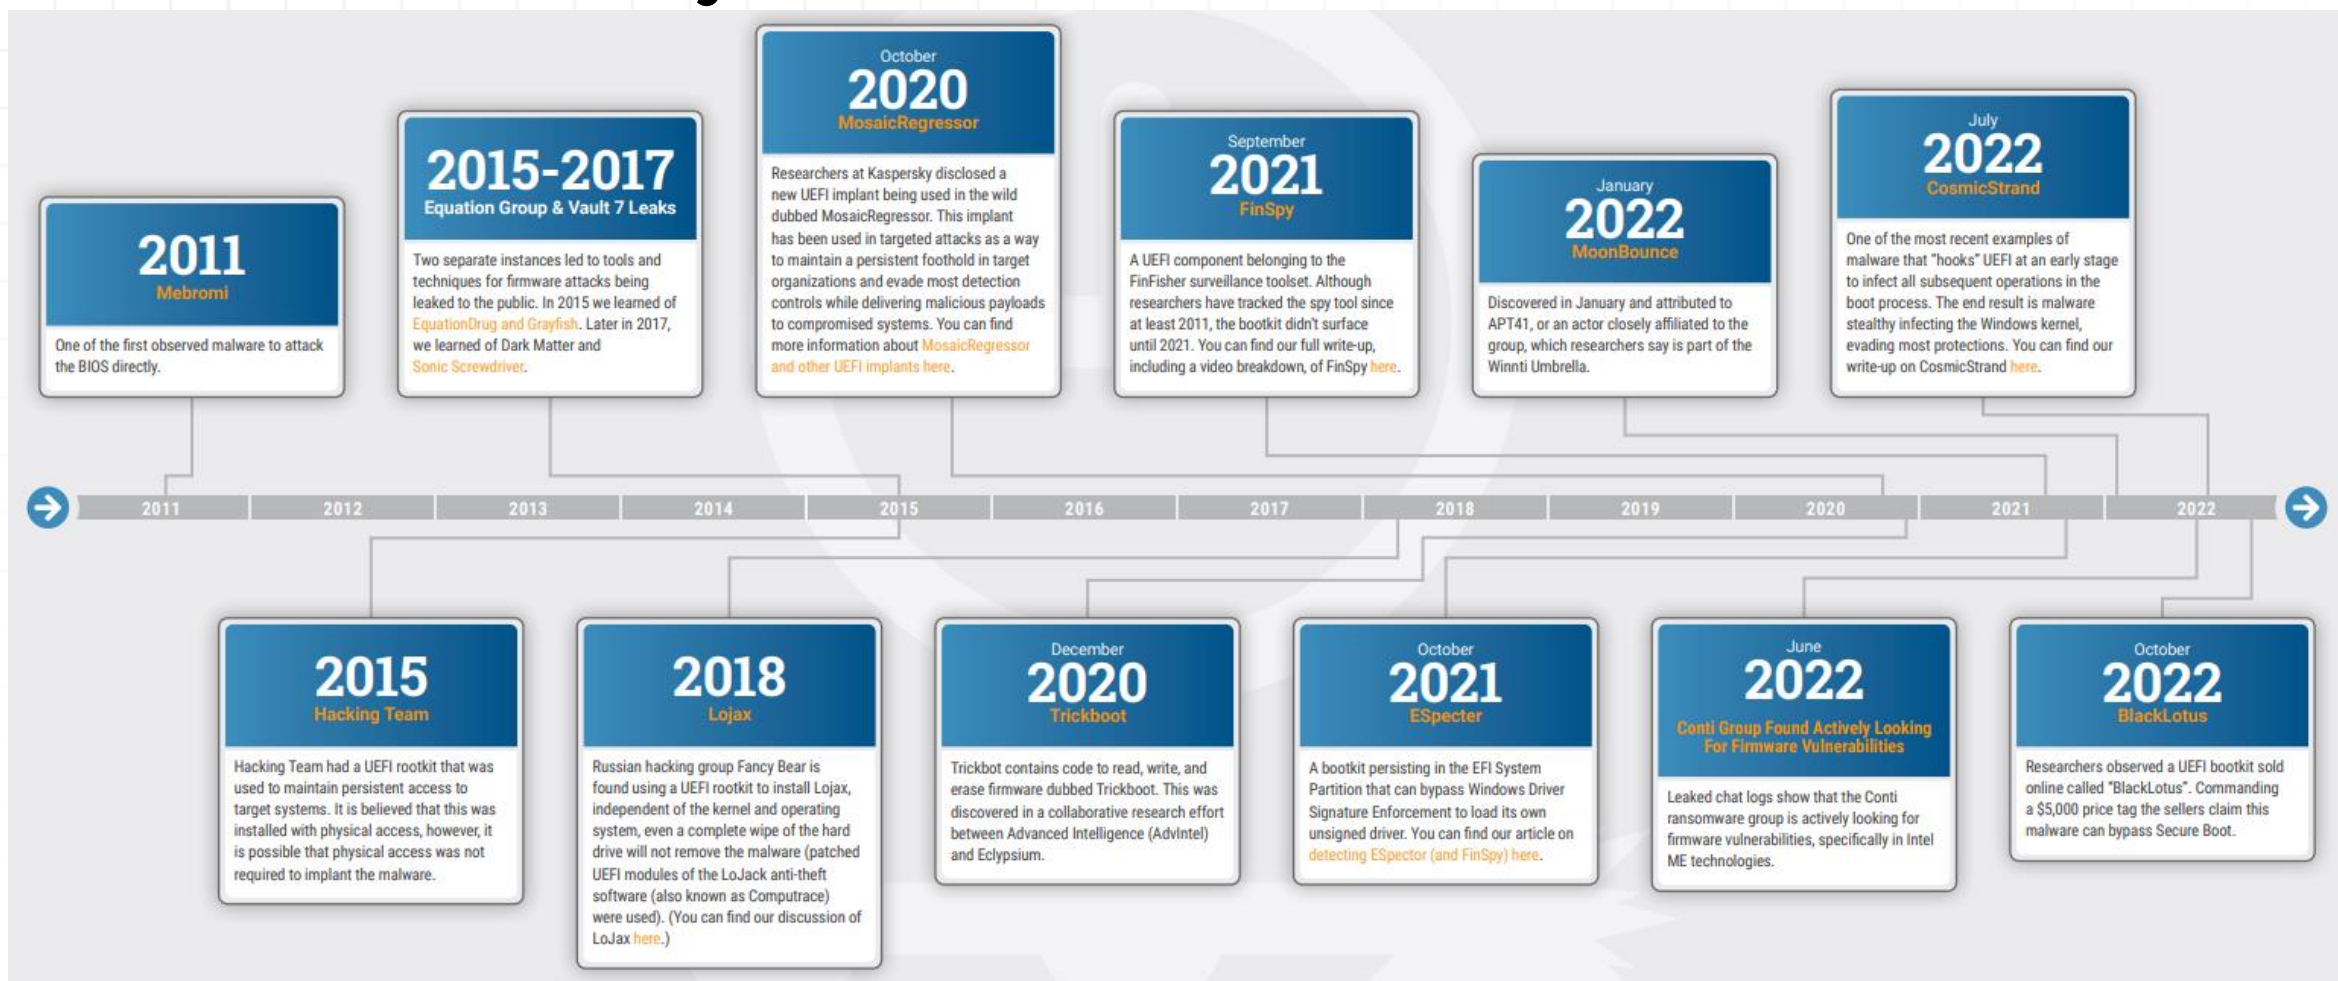 October
2020
MosaicRegressor
Researchers at Kaspersky disclosed a
new UEFI implant being used in the wild
dubbed MosaicRegressor. This implant
has been used in targeted attacks as a way
to maintain a persistent foothold in target
organizations and evade most detection
controls while delivering malicious payloads
to compromised systems. You can find
more information about MosaicRegressor
and other UEFI implants here.
2015-2017
Equation Group & Vault 7 Leaks
Two separate instances led to tools and
techniques for firmware attacks being
leaked to the public. In 2015 we learned of
EquationDrug and Grayfish. Later in 2017,
we learned of Dark Matter and
Sonic Screwdriver.
2011
Mebromi
One of the first observed malware to attack
the BIOS directly.
September
2021
FinSpy
A UEFI component belonging to the
FinFisher surveillance toolset. Although
researchers have tracked the spy tool since
at least 2011, the bootkit didn't surface
until 2021. You can find our full write-up,
including a video breakdown, of FinSpy here.
January
2022
MoonBounce
Discovered in January and attributed to
APT41, or an actor closely affiliated to the
group, which researchers say is part of the
Winnti Umbrella.
July
2022
CosmicStrand
One of the most recent examples of
malware that "hooks" UEFI at an early stage
to infect all subsequent operations in the
boot process. The end result is malware
stealthy infecting the Windows kernel,
evading most protections. You can find our
write-up on CosmicStrand here.
2011 2012 2013 2014 2015 2016 2017 2018 2019 2020 2021 2022
2015
Hacking Team
Hacking Team had a UEFI rootkit that was
used to maintain persistent access to
target systems. It is believed that this was
installed with physical access, however, it
is possible that physical access was not
required to implant the malware.
2018
Lojax
Russian hacking group Fancy Bear is
found using a UEFI rootkit to install Lojax,
independent of the kernel and operating
system, even a complete wipe of the hard
drive will not remove the malware (patched
UEFI modules of the LoJack anti-theft
software (also known as Computrace)
were used). (You can find our discussion of
LoJax here.)
December
2020
Trickboot
Trickbot contains code to read, write, and
erase firmware dubbed Trickboot. This was
discovered in a collaborative research effort
between Advanced Intelligence (AdvIntel)
and Eclypsium.
October
2021
ESpecter
A bootkit persisting in the EFI System
Partition that can bypass Windows Driver
Signature Enforcement to load its own
unsigned driver. You can find our article on
detecting ESpector (and FinSpy) here.
June
2022
Conti Group Found Actively Looking
For Firmware Vulnerabilities
Leaked chat logs show that the Conti
ransomware group is actively looking for
firmware vulnerabilities, specifically in Intel
ME technologies.
October
2022
BlackLotus
Researchers observed a UEFI bootkit sold
online called "BlackLotus". Commanding
a $5,000 price tag the sellers claim this
malware can bypass Secure Boot.